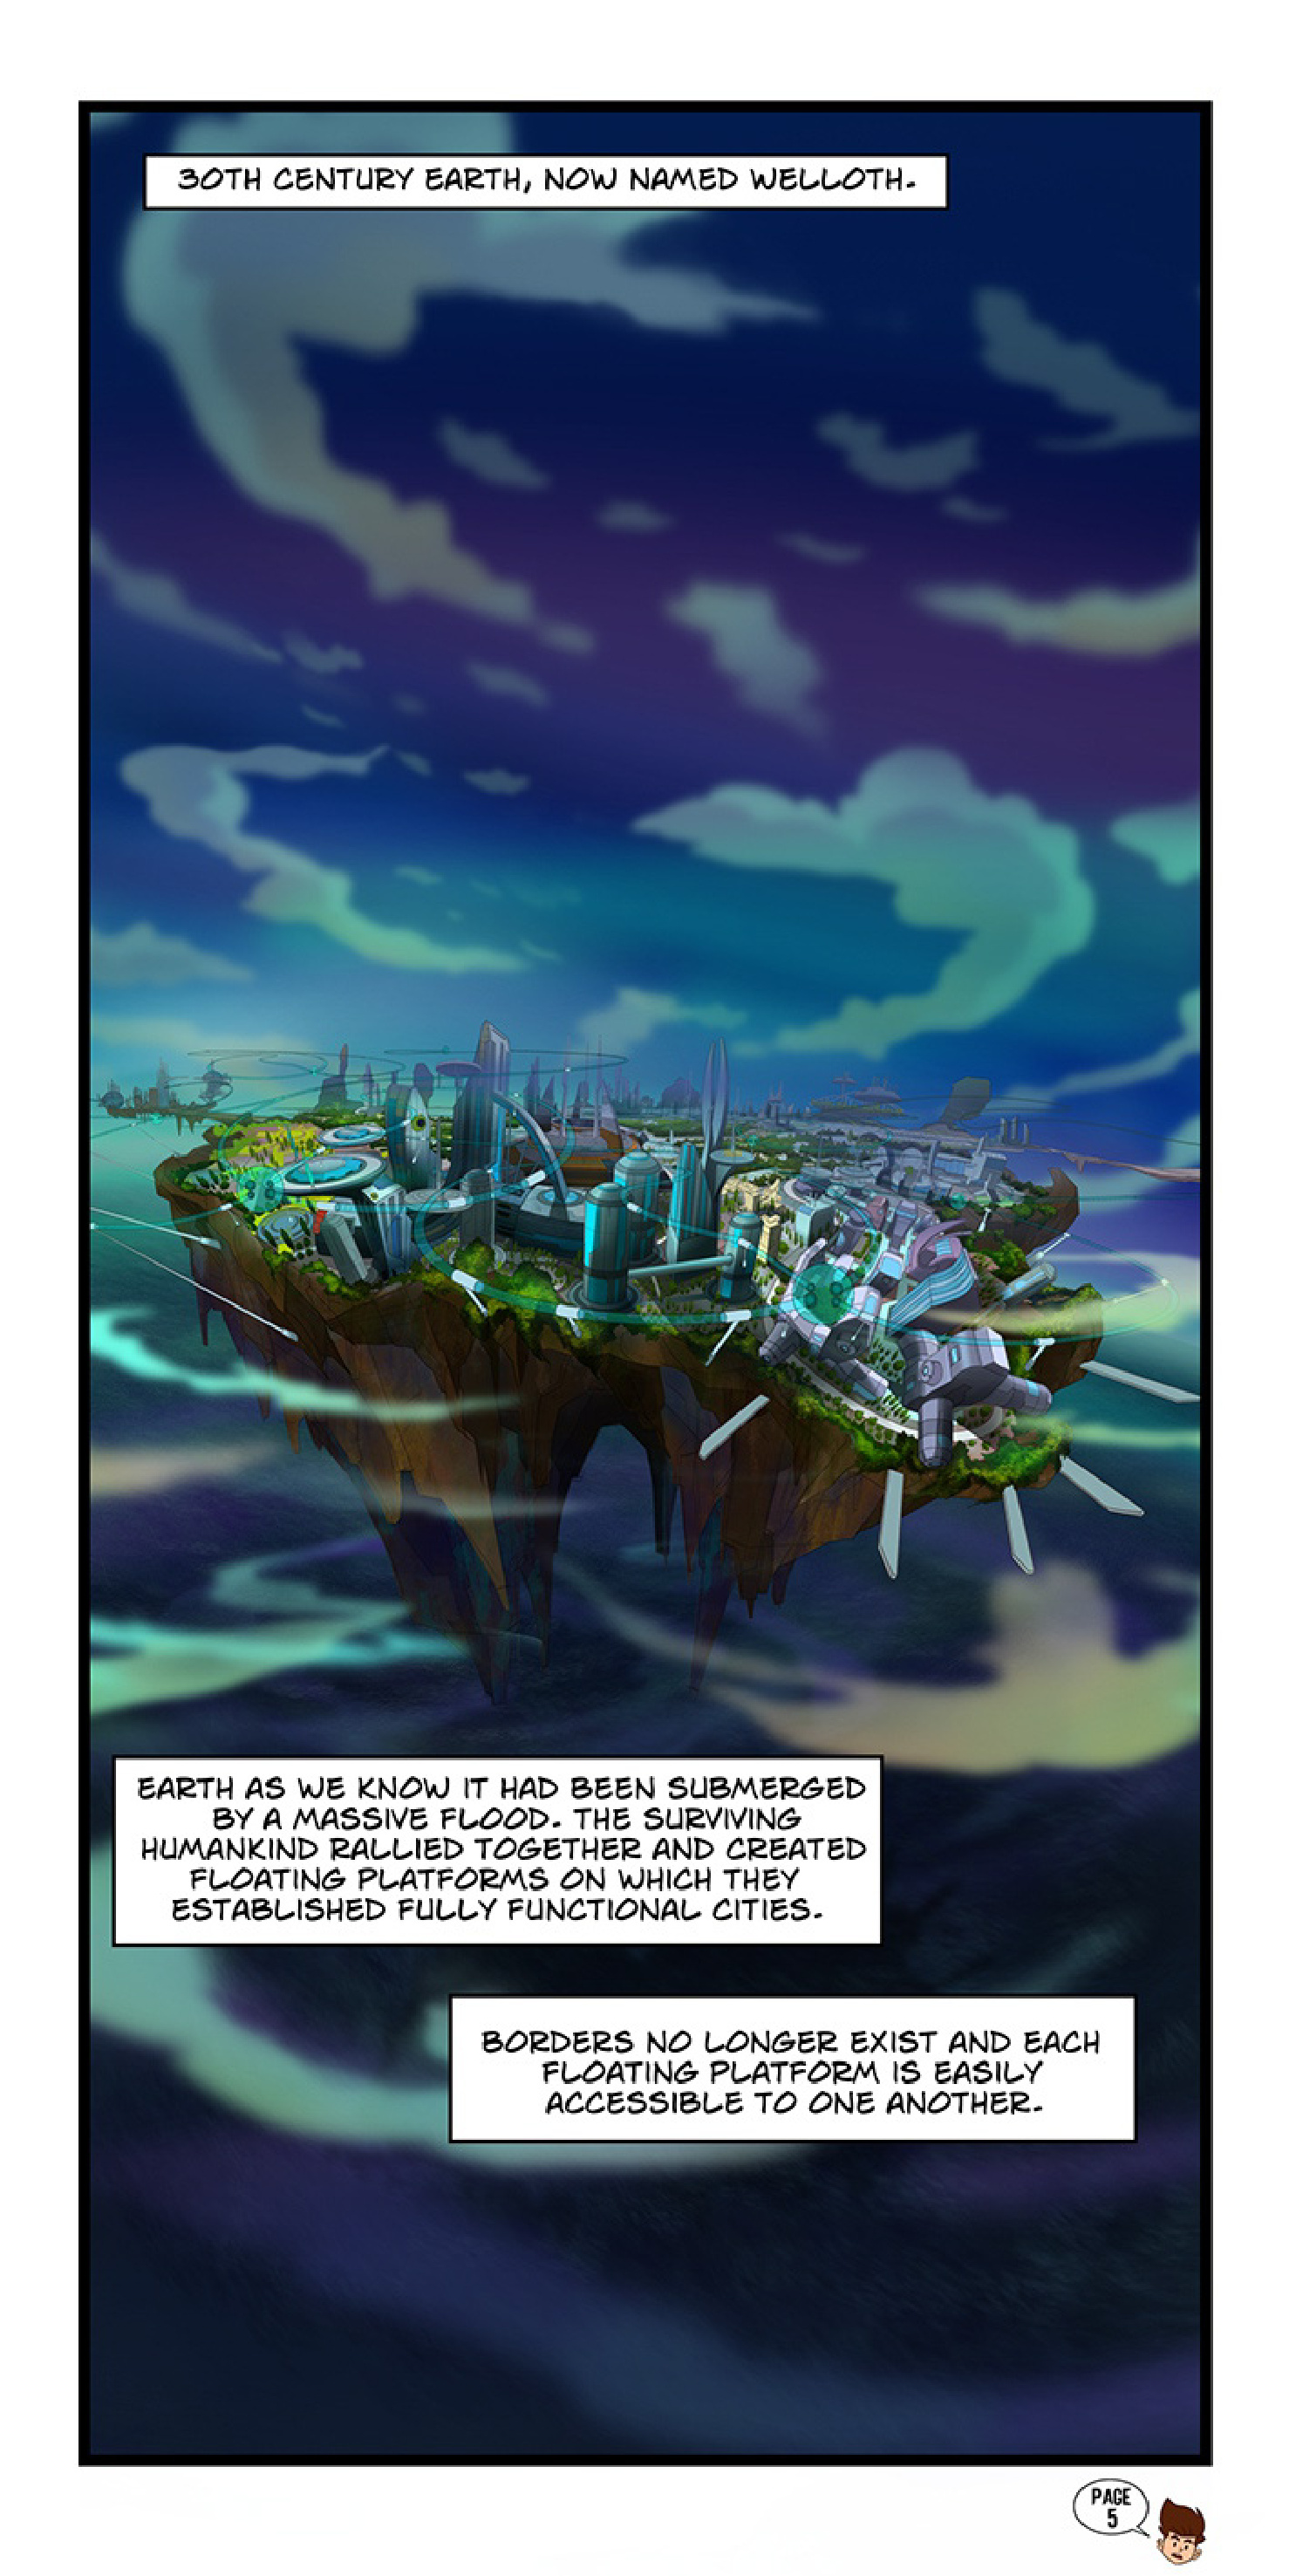 30TH CENTURY EARTH, NOW NAMED WELLOTH.
EARTH AS WE KNOW IT HAD BEEN SUBMERGED
BY A MASSIVE FLOOD. THE SURVIVING
HUMANKIND RALLIED TOGETHER AND CREATED
FLOATING PLATFORMS ON WHICH THEY
ESTABLISHED FULLY FUNCTIONAL CITIES.
BORDERS NO LONGER EXIST AND EACH
FLOATING PLATFORM IS EASILY
ACCESSIBLE TO ONE ANOTHER.
PAGE
5